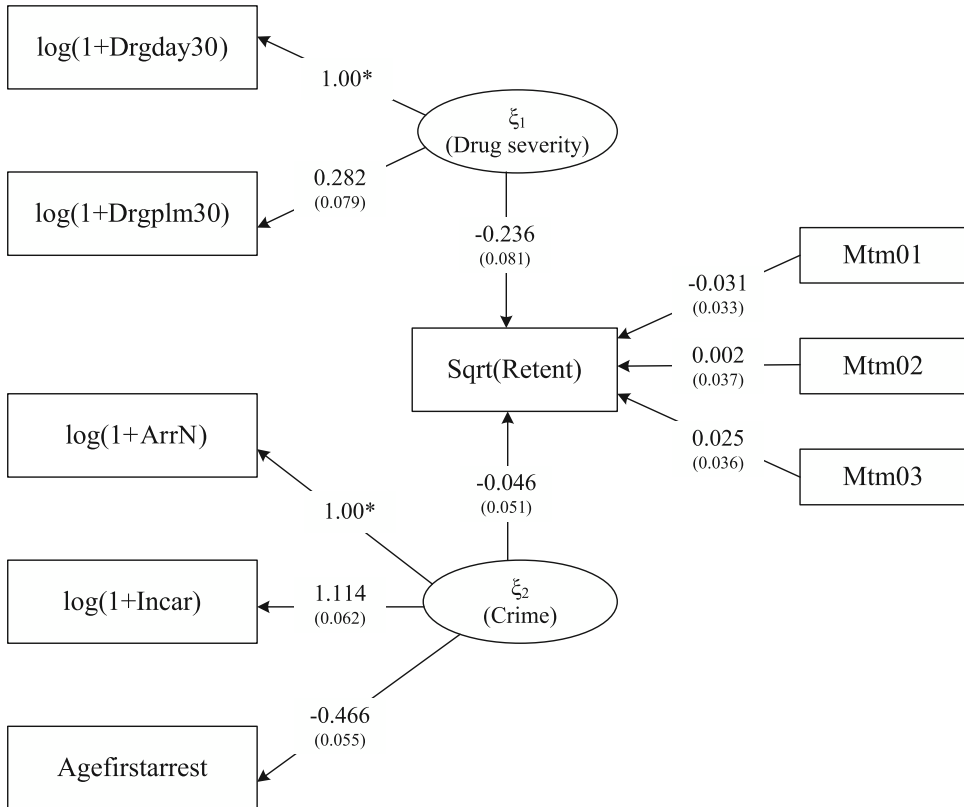 log(1+Drgday30)
1.00*
ξ₁
(Drug severity)
0.282
(0.079)
log(1+Drgplm30)
-0.236
(0.081)
Mtm01
-0.031
(0.033)
Sqrt(Retent)
0.002
(0.037)
Mtm02
0.025
(0.036)
Mtm03
log(1+ArrN)
-0.046
(0.051)
1.00*
ξ₂
(Crime)
1.114
(0.062)
log(1+Incar)
-0.466
(0.055)
Agefirstarrest